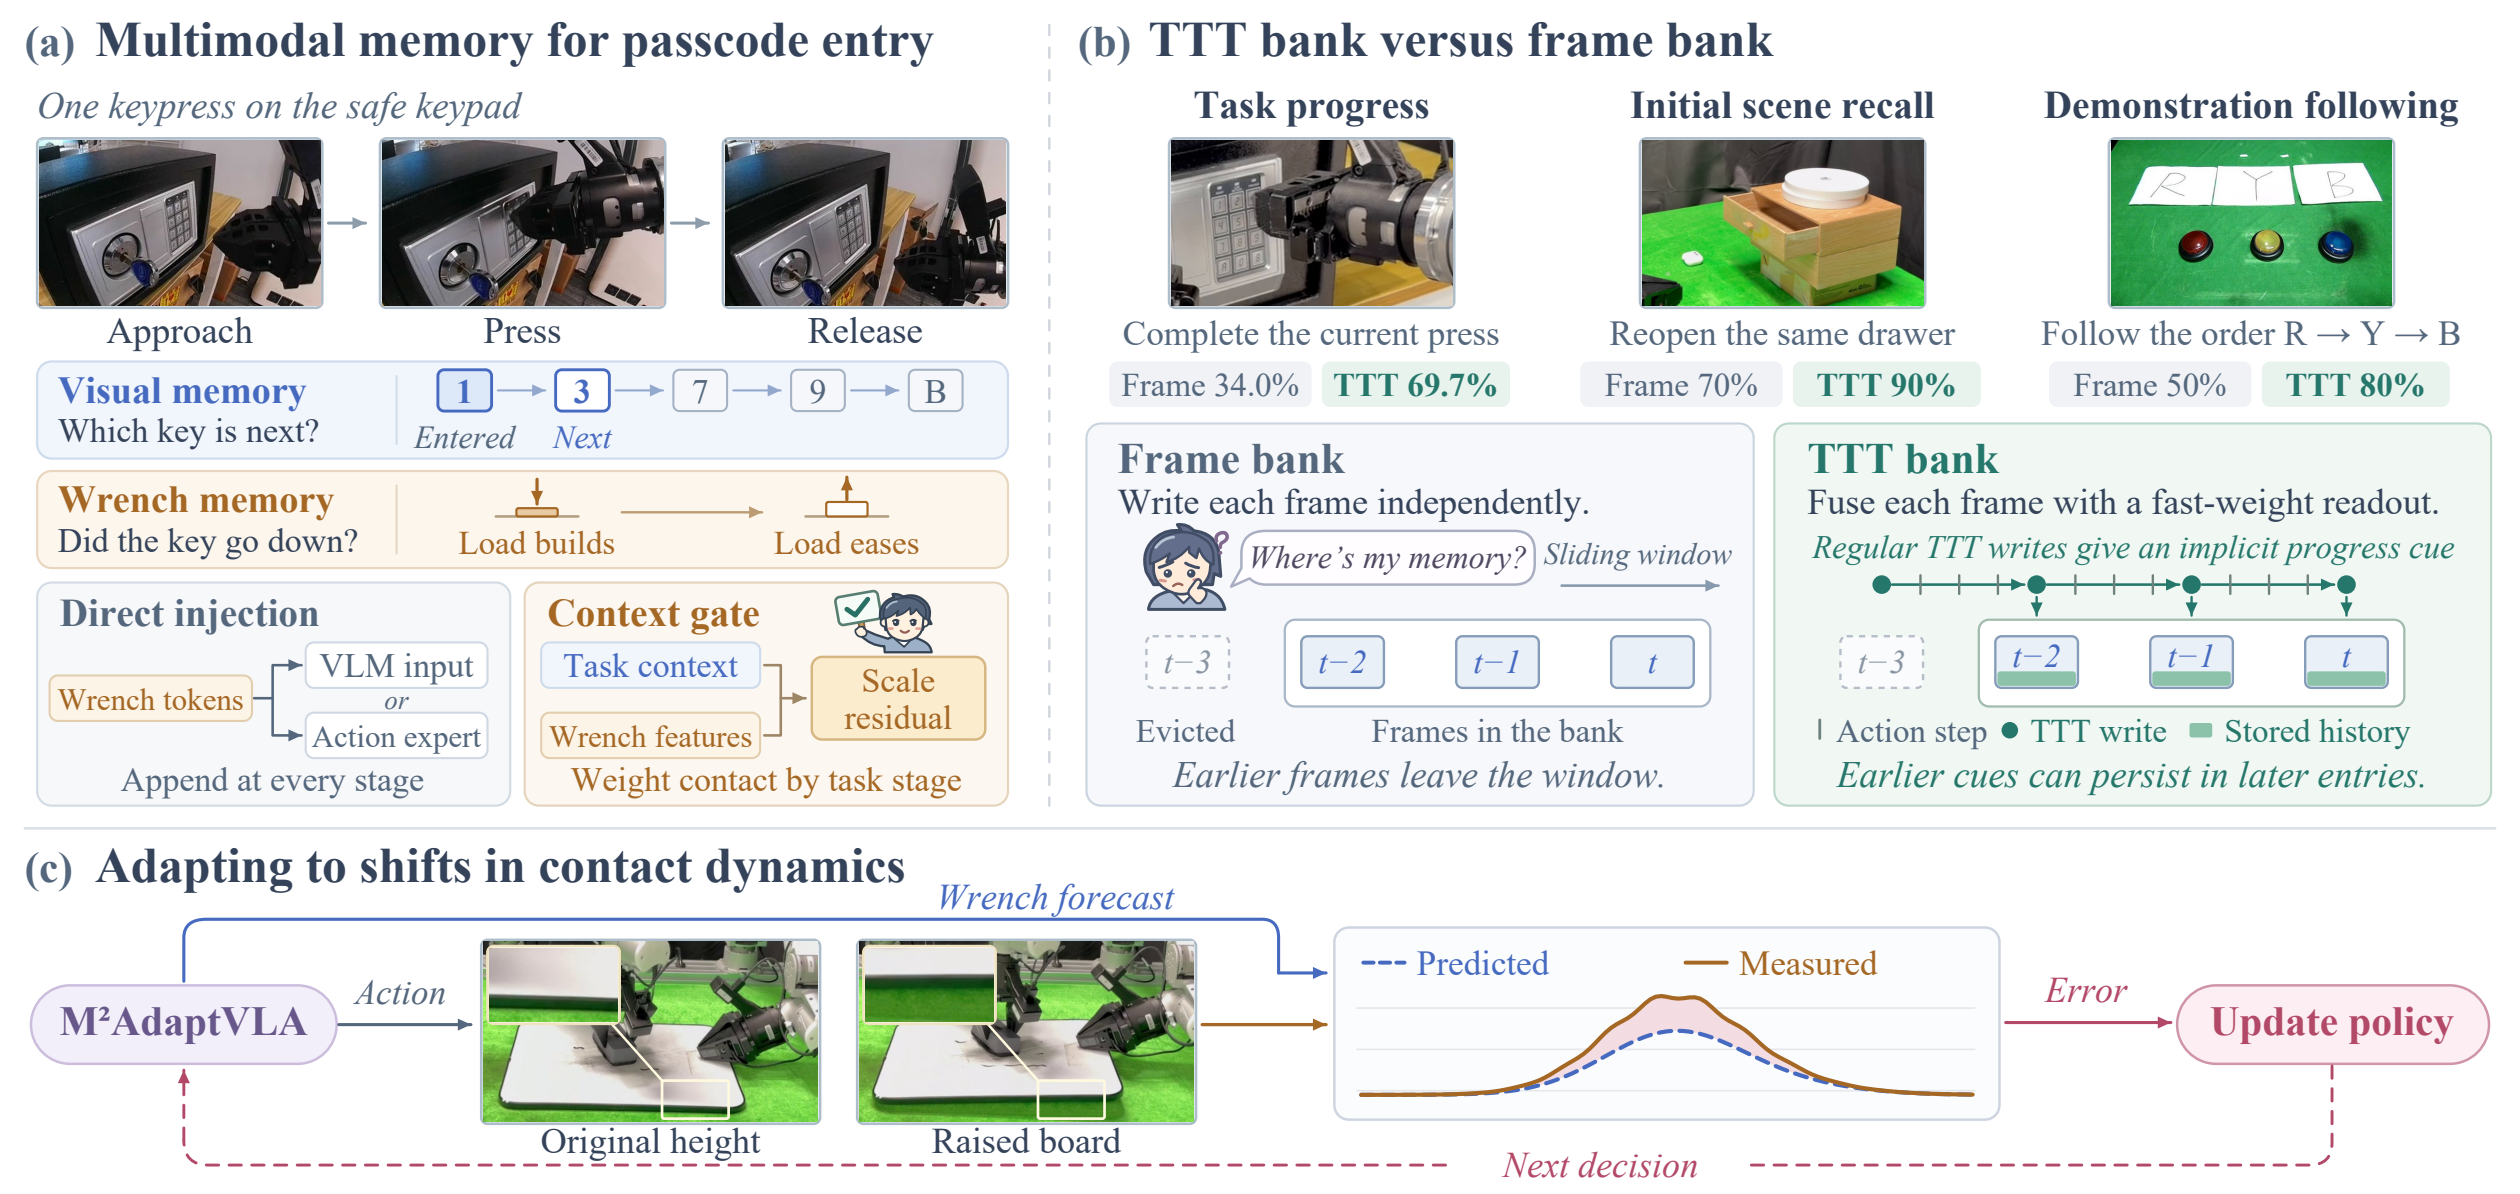 (a) Multimodal memory for passcode entry
One keypress on the safe keypad
Approach
Press
Release
Visual memory
Which key is next?
1
3
7
9
B
Entered
Next
Wrench memory
Did the key go down?
Load builds
Load eases
Direct injection
Wrench tokens
VLM input
or
Action expert
Append at every stage
Context gate
Task context
Wrench features
Scale
residual
Weight contact by task stage
(b) TTT bank versus frame bank
Task progress
Initial scene recall
Demonstration following
R
Y
B
Complete the current press
Reopen the same drawer
Follow the order R → Y → B
Frame 34.0%
TTT 69.7%
Frame 70%
TTT 90%
Frame 50%
TTT 80%
Frame bank
Write each frame independently.
?
Where's my memory?
Sliding window
t−3
t−2
t−1
t
Evicted
Frames in the bank
Earlier frames leave the window.
TTT bank
Fuse each frame with a fast-weight readout.
Regular TTT writes give an implicit progress cue
t−3
t−2
t−1
t
Action step
TTT write
Stored history
Earlier cues can persist in later entries.
(c) Adapting to shifts in contact dynamics
Wrench forecast
M²AdaptVLA
Action
Original height
Raised board
Predicted
Measured
Error
Update policy
Next decision